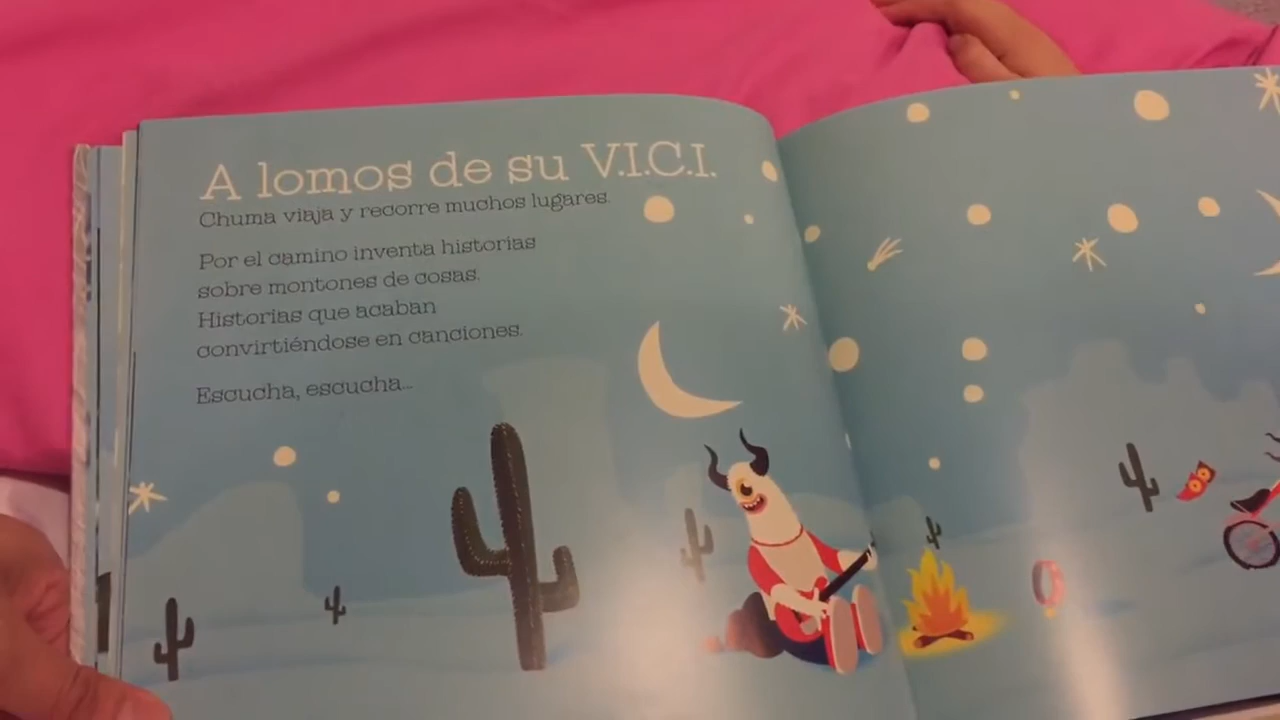 A lomos de su V.I.C.I.
Chuma viaja y recorre muchos lugares.
Por el camino inventa historias
sobre montones de cosas.
Historias que acaban
convirtiéndose en canciones.
Escucha, escucha...